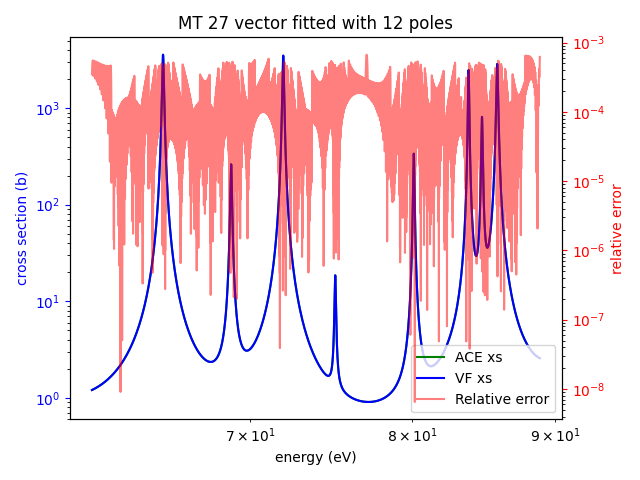 MT 27 vector fitted with 12 poles
cross section (b)
10³
10²
10¹
10⁰
10⁻³
10⁻⁴
10⁻⁵
10⁻⁶
10⁻⁷
10⁻⁸
relative error
ACE xs
VF xs
Relative error
7 × 10¹
8 × 10¹
9 × 10¹
energy (eV)